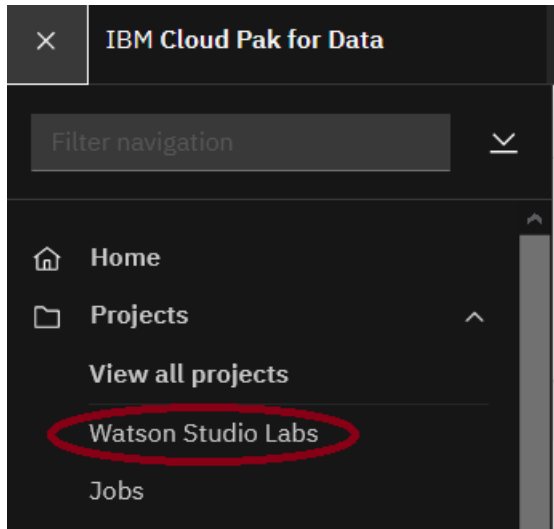 IBM Cloud Pak for Data
Filter navigation
Home
Projects
View all projects
Watson Studio Labs
Jobs